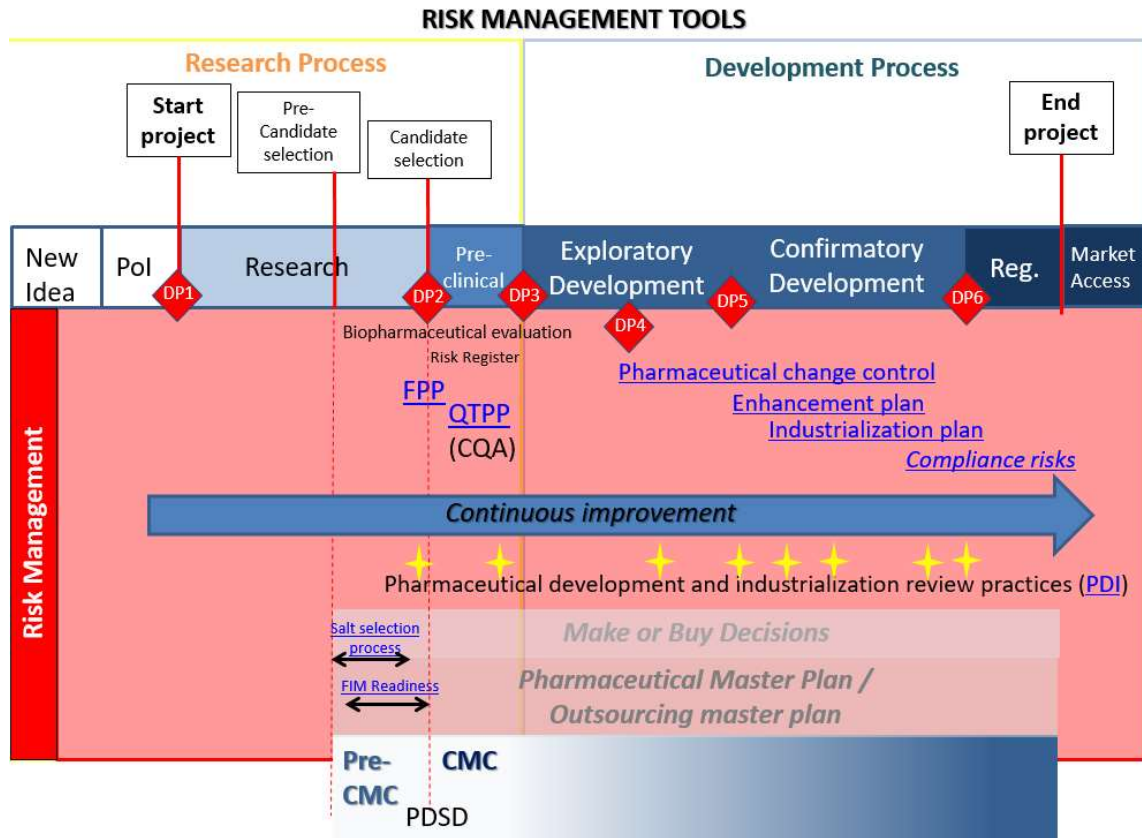 RISK MANAGEMENT TOOLS
Research Process
Development Process
Start
project
Pre-
Candidate
selection
Candidate
selection
End
project
New
Idea
PoI
Research
Pre-
clinical
Exploratory
Development
Confirmatory
Development
Reg.
Market
Access
DP1
DP2
DP3
DP4
DP5
DP6
Risk Management
Biopharmaceutical evaluation
Risk Register
FPP
QTPP
(CQA)
Pharmaceutical change control
Enhancement plan
Industrialization plan
Compliance risks
Continuous improvement
Pharmaceutical development and industrialization review practices (PDI)
Salt selection
process
Make or Buy Decisions
FIM Readiness
Pharmaceutical Master Plan /
Outsourcing master plan
Pre-
CMC
CMC
PDSD